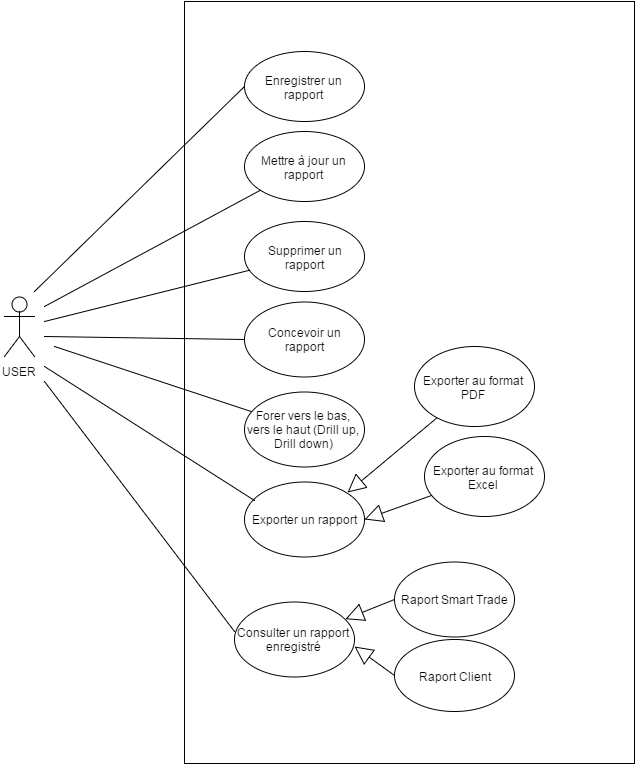 Enregistrer un
rapport
Mettre à jour un
rapport
Supprimer un
rapport
Concevoir un
rapport
USER
Forer vers le bas,
vers le haut (Drill up,
Drill down)
Exporter au format
PDF
Exporter au format
Excel
Exporter un rapport
Raport Smart Trade
Consulter un rapport
enregistré
Raport Client